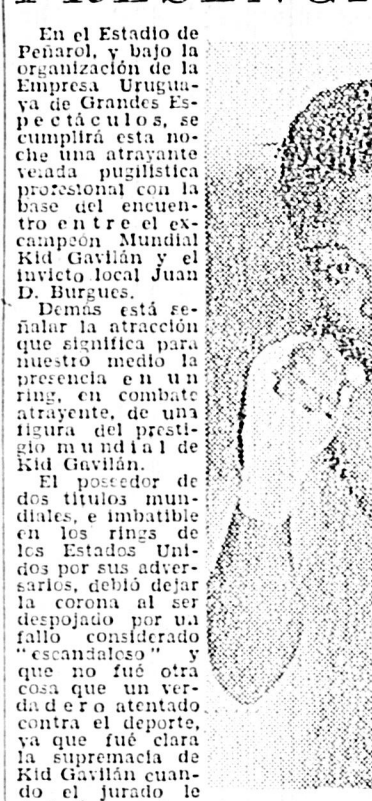 En el Estadio de
Peñarol, y bajo la
organización de la
Empresa Urugua-
ya de Grandes Es-
pectáculos, se
cumplirá esta no-
che una atrayante
velada pugilística
profesional con la
base del encuen-
tro entre el ex-
campeón Mundial
Kid Gavilán y el
invicto local Juan
D. Burgues.
Demás está se-
ñalar la atracción
que significa para
nuestro medio la
presencia en un
ring, en combate
atrayente, de una
figura del presti-
gio mundial de
Kid Gavilán.
El poseedor de
dos títulos mun-
diales, e imbatible
en los rings de
los Estados Uni-
dos por sus adver-
sarios, debió dejar
la corona al ser
despojado por un
fallo considerado
"escandaloso" y
que no fué otra
cosa que un ver-
dadero atentado
contra el deporte,
ya que fué clara
la supremacía de
Kid Gavilán cuan-
do el jurado le